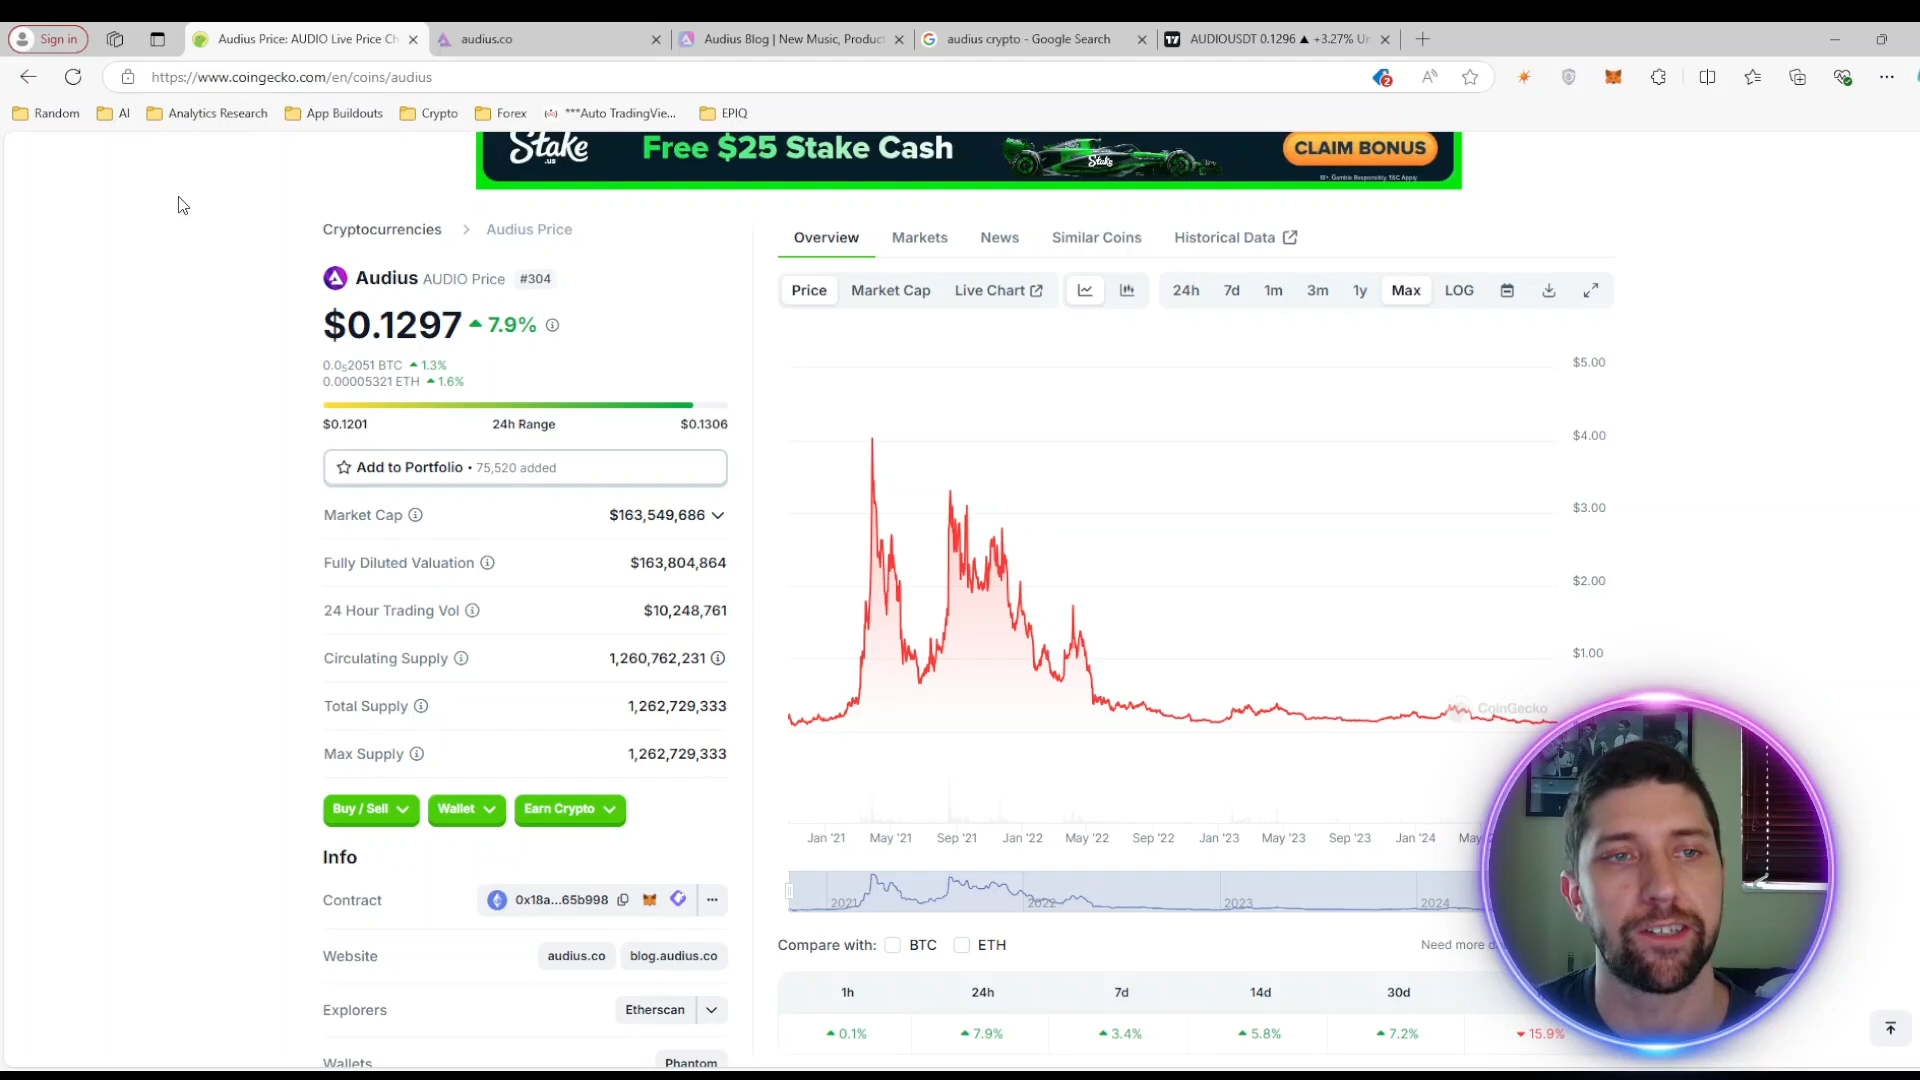 Sign in
Audius Price: AUDIO Live Price Ch
audius.co
Audius Blog | New Music, Product
audius crypto - Google Search
AUDIOUSDT 0.1296 ▲ +3.27% Un
https://www.coingecko.com/en/coins/audius
2
Random
AI
Analytics Research
App Buildouts
Crypto
Forex
***Auto TradingVie...
EPIQ
Stake
.us
Free $25 Stake Cash
Stake
CLAIM BONUS
18+. Gamble Responsibly. T&C Apply
Cryptocurrencies
Audius Price
Audius AUDIO Price #304
$0.1297 ▲ 7.9%
0.0₅2051 BTC ▲ 1.3%
0.00005321 ETH ▲ 1.6%
$0.1201 24h Range $0.1306
Add to Portfolio • 75,520 added
Market Cap $163,549,686
Fully Diluted Valuation $163,804,864
24 Hour Trading Vol $10,248,761
Circulating Supply 1,260,762,231
Total Supply 1,262,729,333
Max Supply 1,262,729,333
Buy / Sell
Wallet
Earn Crypto
Info
Contract 0x18a...65b998
Website audius.co blog.audius.co
Explorers Etherscan
Wallets Phantom
Overview Markets News Similar Coins Historical Data
Price Market Cap Live Chart 24h 7d 1m 3m 1y Max LOG
$5.00
$4.00
$3.00
$2.00
$1.00
CoinGecko
Jan '21 May '21 Sep '21 Jan '22 May '22 Sep '22 Jan '23 May '23 Sep '23 Jan '24
2021 2022 2023 2024
Compare with: BTC ETH
Need more
1h 24h 7d 14d 30d
▲ 0.1% ▲ 7.9% ▲ 3.4% ▲ 5.8% ▲ 7.2% ▼ 15.9%